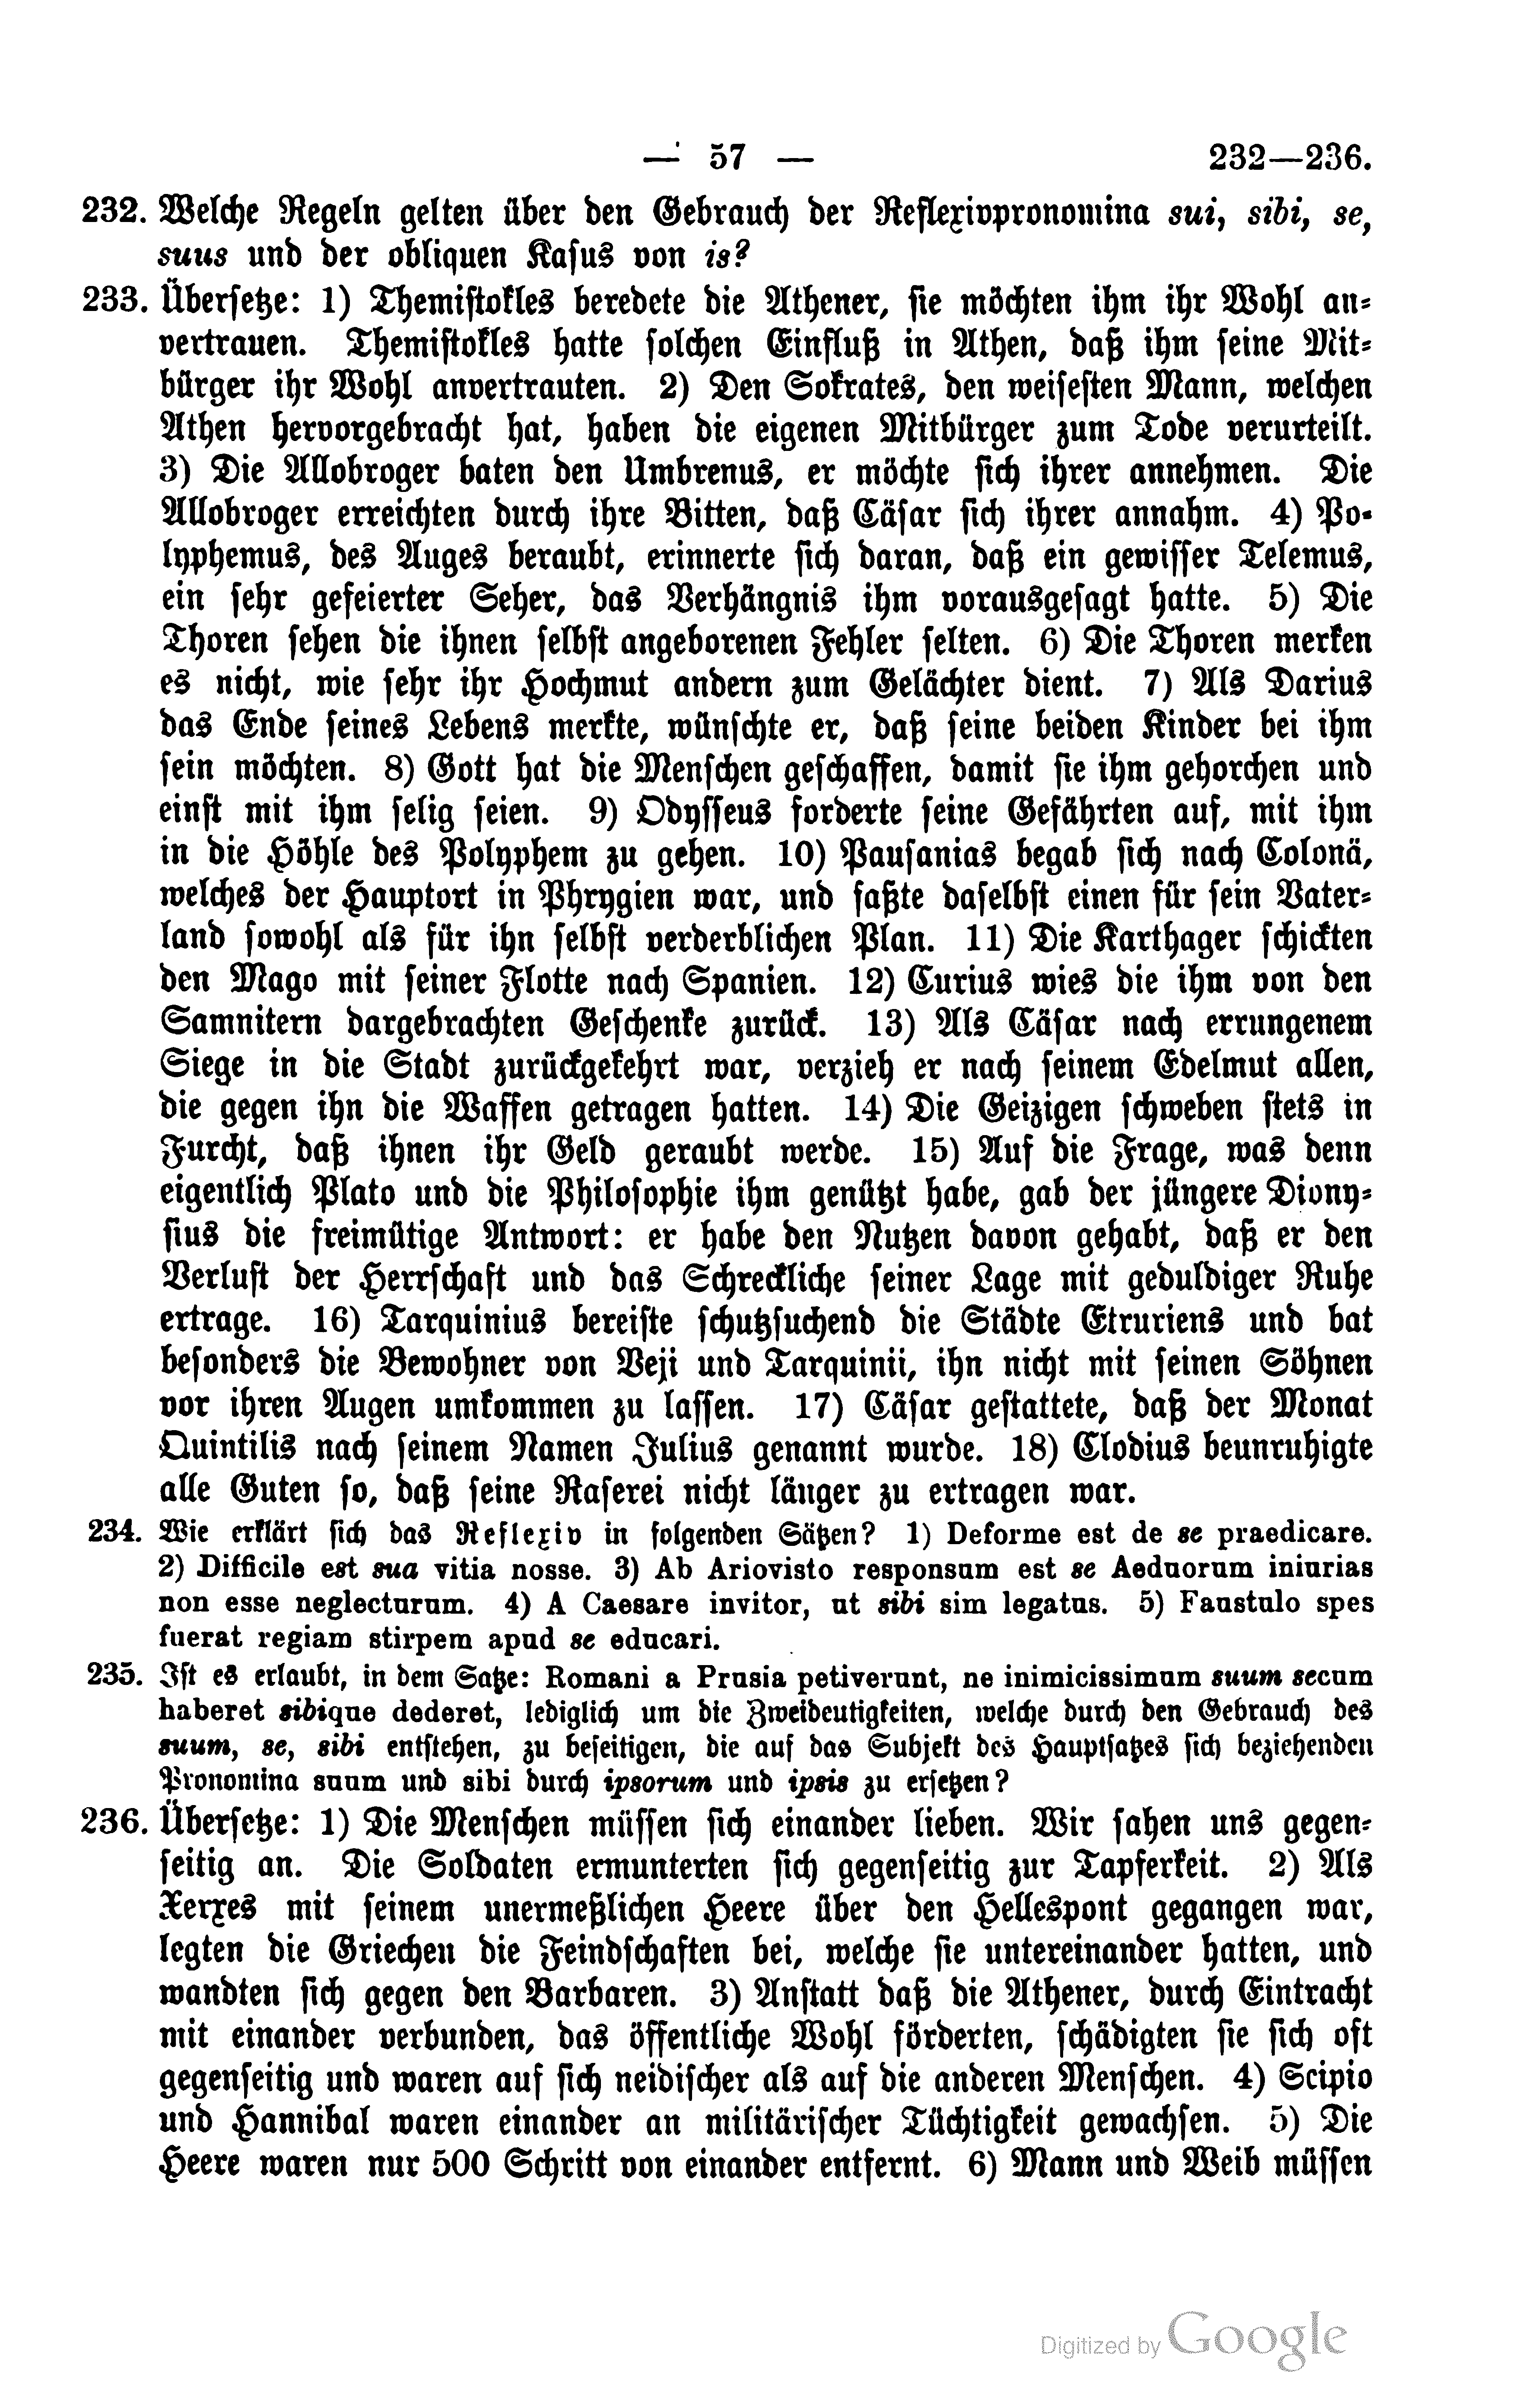 — 57 —
232—236.
232. Welche Regeln gelten über den Gebrauch der Reflexivpronomina sui, sibi, se,
suus und der obliquen Kasus von is?
233. Übersetze: 1) Themistokles beredete die Athener, sie möchten ihm ihr Wohl an-
vertrauen. Themistokles hatte solchen Einfluß in Athen, daß ihm seine Mit-
bürger ihr Wohl anvertrauten. 2) Den Sokrates, den weisesten Mann, welchen
Athen hervorgebracht hat, haben die eigenen Mitbürger zum Tode verurteilt.
3) Die Allobroger baten den Umbrenus, er möchte sich ihrer annehmen. Die
Allobroger erreichten durch ihre Bitten, daß Cäsar sich ihrer annahm. 4) Po-
lyphemus, des Auges beraubt, erinnerte sich daran, daß ein gewisser Telemus,
ein sehr gefeierter Seher, das Verhängnis ihm vorausgesagt hatte. 5) Die
Thoren sehen die ihnen selbst angeborenen Fehler selten. 6) Die Thoren merken
es nicht, wie sehr ihr Hochmut andern zum Gelächter dient. 7) Als Darius
das Ende seines Lebens merkte, wünschte er, daß seine beiden Kinder bei ihm
sein möchten. 8) Gott hat die Menschen geschaffen, damit sie ihm gehorchen und
einst mit ihm selig seien. 9) Odysseus forderte seine Gefährten auf, mit ihm
in die Höhle des Polyphem zu gehen. 10) Pausanias begab sich nach Colonä,
welches der Hauptort in Phrygien war, und faßte daselbst einen für sein Vater-
land sowohl als für ihn selbst verderblichen Plan. 11) Die Karthager schickten
den Mago mit seiner Flotte nach Spanien. 12) Curius wies die ihm von den
Samnitern dargebrachten Geschenke zurück. 13) Als Cäsar nach errungenem
Siege in die Stadt zurückgekehrt war, verzieh er nach seinem Edelmut allen,
die gegen ihn die Waffen getragen hatten. 14) Die Geizigen schweben stets in
Furcht, daß ihnen ihr Geld geraubt werde. 15) Auf die Frage, was denn
eigentlich Plato und die Philosophie ihm genützt habe, gab der jüngere Diony-
sius die freimütige Antwort: er habe den Nutzen davon gehabt, daß er den
Verlust der Herrschaft und das Schreckliche seiner Lage mit geduldiger Ruhe
ertrage. 16) Tarquinius bereiste schutzsuchend die Städte Etruriens und bat
besonders die Bewohner von Veji und Tarquinii, ihn nicht mit seinen Söhnen
vor ihren Augen umkommen zu lassen. 17) Cäsar gestattete, daß der Monat
Quintilis nach seinem Namen Julius genannt wurde. 18) Clodius beunruhigte
alle Guten so, daß seine Raserei nicht länger zu ertragen war.
234. Wie erklärt sich das Reflexiv in folgenden Sätzen? 1) Deforme est de se praedicare.
2) Difficile est sua vitia nosse. 3) Ab Ariovisto responsum est se Aeduorum iniurias
non esse neglecturum. 4) A Caesare invitor, ut sibi sim legatus. 5) Faustulo spes
fuerat regiam stirpem apud se educari.
235. Ist es erlaubt, in dem Satze: Romani a Prusia petiverunt, ne inimicissimum suum secum
haberet sibique dederet, lediglich um die Zweideutigkeiten, welche durch den Gebrauch des
suum, se, sibi entstehen, zu beseitigen, die auf das Subjekt des Hauptsatzes sich beziehenden
Pronomina suum und sibi durch ipsorum und ipsis zu ersetzen?
236. Übersetze: 1) Die Menschen müssen sich einander lieben. Wir sahen uns gegen-
seitig an. Die Soldaten ermunterten sich gegenseitig zur Tapferkeit. 2) Als
Xerxes mit seinem unermeßlichen Heere über den Hellespont gegangen war,
legten die Griechen die Feindschaften bei, welche sie untereinander hatten, und
wandten sich gegen den Barbaren. 3) Anstatt daß die Athener, durch Eintracht
mit einander verbunden, das öffentliche Wohl förderten, schädigten sie sich oft
gegenseitig und waren auf sich neidischer als auf die anderen Menschen. 4) Scipio
und Hannibal waren einander an militärischer Tüchtigkeit gewachsen. 5) Die
Heere waren nur 500 Schritt von einander entfernt. 6) Mann und Weib müssen
Digitized by Google